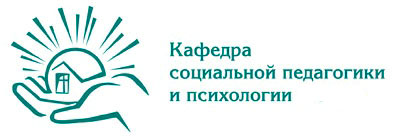 Кафедра
социальной педагогики
и психологии